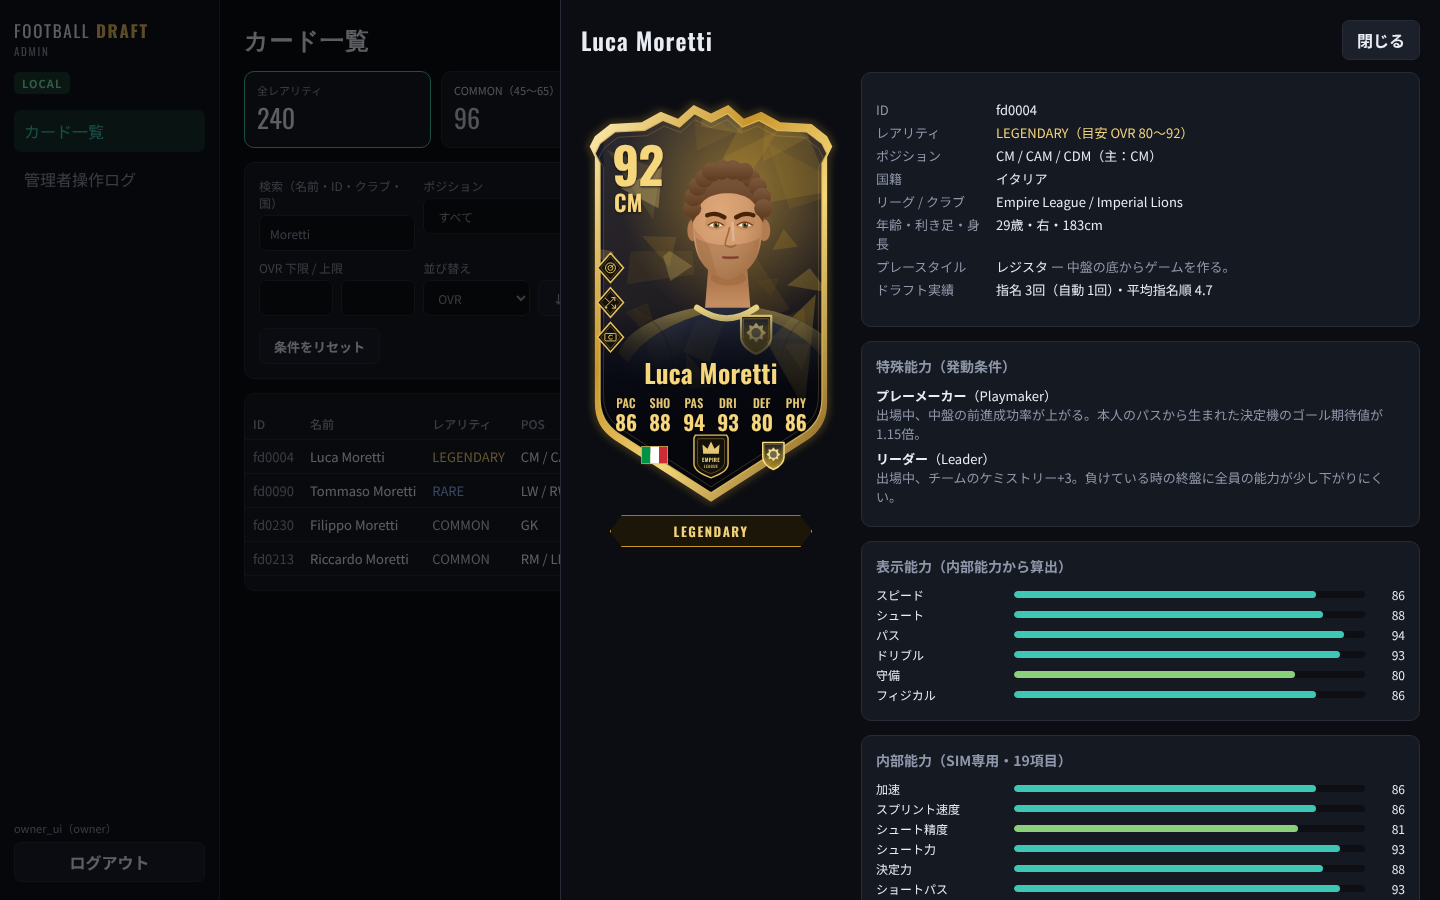 FOOTBALL DRAFT
ADMIN
LOCAL
カード一覧
管理者操作ログ
owner_ui（owner）
ログアウト
カード一覧
全レアリティ
240
COMMON（45〜65）
96
検索（名前・ID・クラブ・
国）
Moretti
ポジション
すべて
OVR 下限 / 上限
並び替え
OVR
↓
条件をリセット
ID 名前 レアリティ POS
fd0004 Luca Moretti LEGENDARY CM /
fd0090 Tommaso Moretti RARE LW /
fd0230 Filippo Moretti COMMON GK
fd0213 Riccardo Moretti COMMON RM /
Luca Moretti
閉じる
92
CM
Luca Moretti
PAC SHO PAS DRI DEF PHY
86 88 94 93 80 86
EMPIRE
LEAGUE
LEGENDARY
ID fd0004
レアリティ LEGENDARY（目安 OVR 80〜92）
ポジション CM / CAM / CDM（主：CM）
国籍 イタリア
リーグ / クラブ Empire League / Imperial Lions
年齢・利き足・身 29歳・右・183cm
長
プレースタイル レジスタ — 中盤の底からゲームを作る。
ドラフト実績 指名 3回（自動 1回）・平均指名順 4.7
特殊能力（発動条件）
プレーメーカー（Playmaker）
出場中、中盤の前進成功率が上がる。本人のパスから生まれた決定機のゴール期待値が
1.15倍。
リーダー（Leader）
出場中、チームのケミストリー+3。負けている時の終盤に全員の能力が少し下がりにく
い。
表示能力（内部能力から算出）
スピード 86
シュート 88
パス 94
ドリブル 93
守備 80
フィジカル 86
内部能力（SIM専用・19項目）
加速 86
スプリント速度 86
シュート精度 81
シュート力 93
決定力 88
ショートパス 93